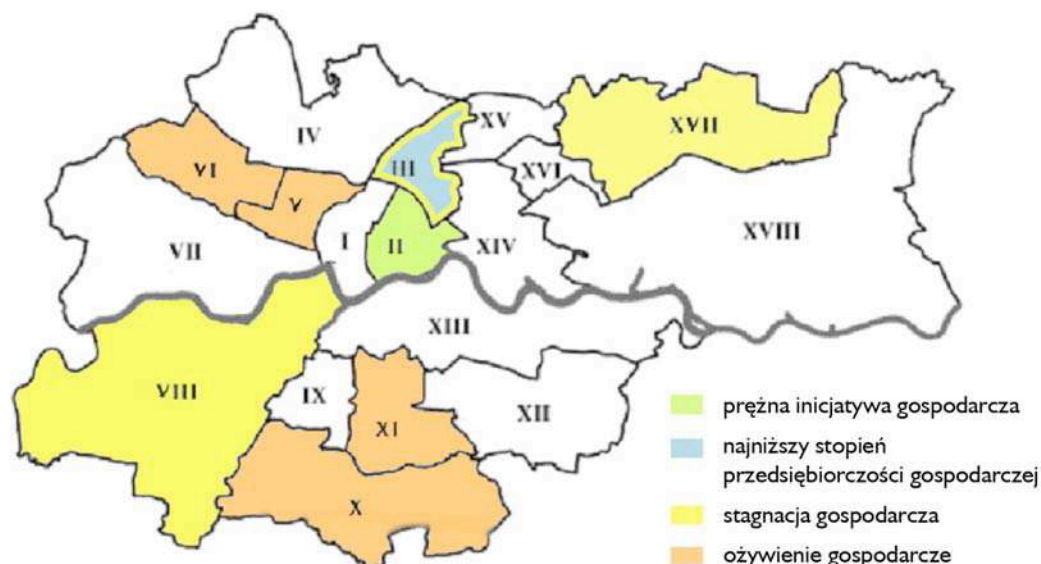 IV
XV
XVII
VI
III
XVI
V
I
II
XIV
XVIII
VII
XIII
VIII
IX
XI
XII
X
prężna inicjatywa gospodarcza
najniższy stopień
przedsiębiorczości gospodarczej
stagnacja gospodarcza
ożywienie gospodarcze